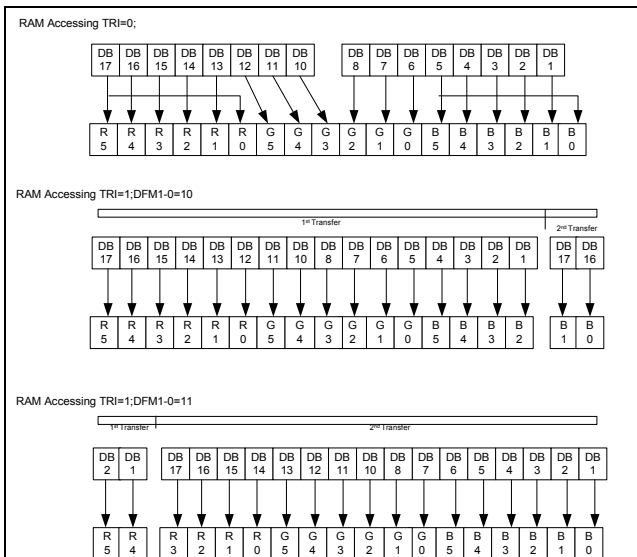 RAM Accessing TRI=0;
DB DB DB DB DB DB DB DB DB DB DB DB DB DB DB DB
17 16 15 14 13 12 11 10 8 7 6 5 4 3 2 1
R R R R R R G G G G G G B B B B B B
5 4 3 2 1 0 5 4 3 2 1 0 5 4 3 2 1 0
RAM Accessing TRI=1;DFM1-0=10
1st Transfer 2nd Transfer
DB DB DB DB DB DB DB DB DB DB DB DB DB DB DB DB DB DB
17 16 15 14 13 12 11 10 8 7 6 5 4 3 2 1 17 16
R R R R R R G G G G G G B B B B B B
5 4 3 2 1 0 5 4 3 2 1 0 5 4 3 2 1 0
RAM Accessing TRI=1;DFM1-0=11
1st Transfer 2nd Transfer
DB DB DB DB DB DB DB DB DB DB DB DB DB DB DB DB DB DB
2 1 17 16 15 14 13 12 11 10 8 7 6 5 4 3 2 1
R R R R R R G G G G G G B B B B B B
5 4 3 2 1 0 5 4 3 2 1 0 5 4 3 2 1 0